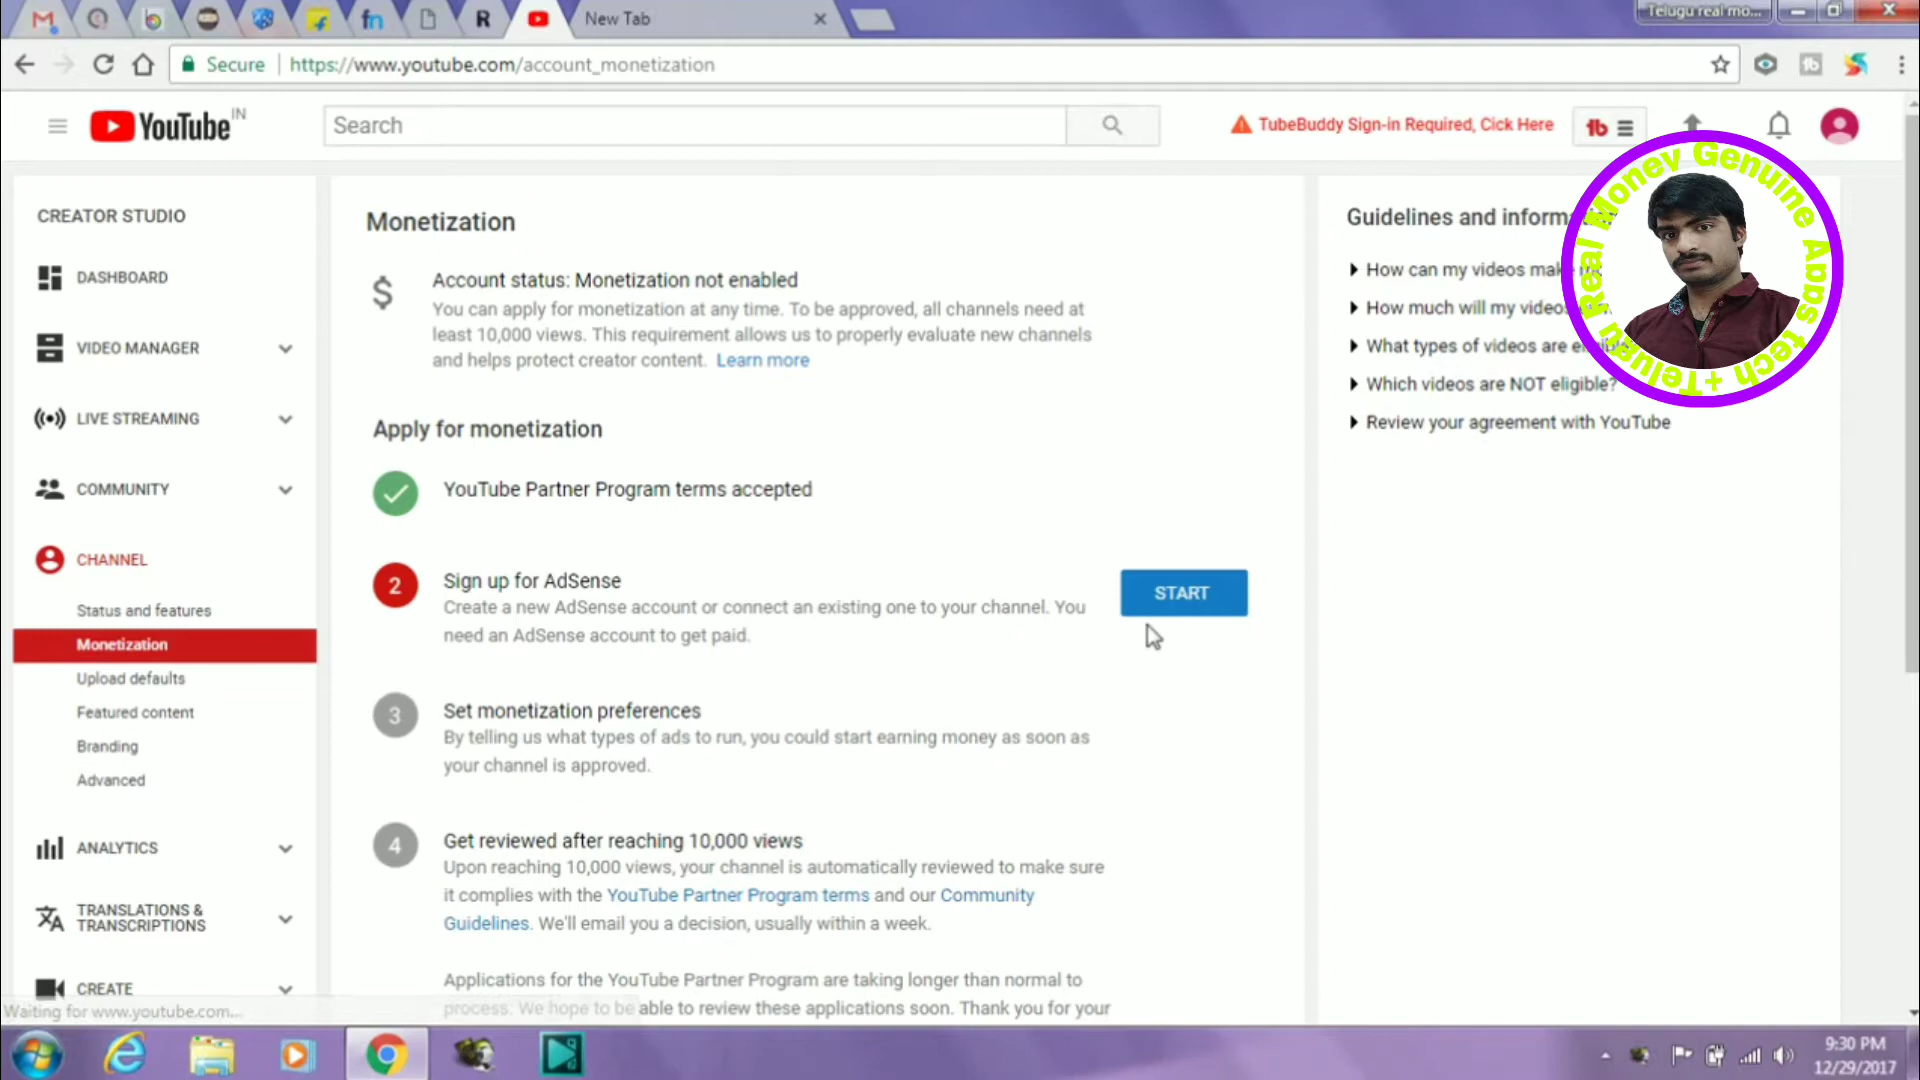 New Tab
Telugu real mo...
Secure
https://www.youtube.com/account_monetization
YouTube IN
Search
TubeBuddy Sign-in Required, Cick Here
CREATOR STUDIO
DASHBOARD
VIDEO MANAGER
LIVE STREAMING
COMMUNITY
CHANNEL
Status and features
Monetization
Upload defaults
Featured content
Branding
Advanced
ANALYTICS
TRANSLATIONS &
TRANSCRIPTIONS
CREATE
Waiting for www.youtube.com...
Monetization
Account status: Monetization not enabled
You can apply for monetization at any time. To be approved, all channels need at
least 10,000 views. This requirement allows us to properly evaluate new channels
and helps protect creator content. Learn more
Apply for monetization
YouTube Partner Program terms accepted
2
Sign up for AdSense
Create a new AdSense account or connect an existing one to your channel. You
need an AdSense account to get paid.
START
3
Set monetization preferences
By telling us what types of ads to run, you could start earning money as soon as
your channel is approved.
4
Get reviewed after reaching 10,000 views
Upon reaching 10,000 views, your channel is automatically reviewed to make sure
it complies with the YouTube Partner Program terms and our Community
Guidelines. We'll email you a decision, usually within a week.
Applications for the YouTube Partner Program are taking longer than normal to
process. We hope to be able to review these applications soon. Thank you for your
Guidelines and
How can my videos
How much will my videos
What types of videos are
Which videos are NOT eligible?
Review your agreement with YouTube
Telugu Real Money Genuine Apps tech +
9:30 PM
12/29/2017